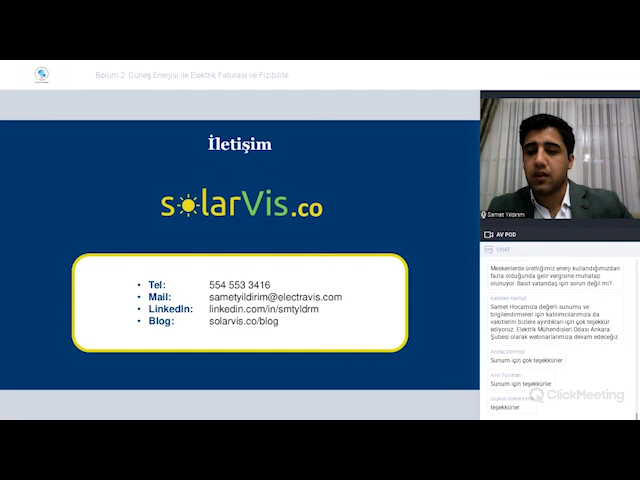 Bölüm 2: Güneş Enerjisi ile Elektrik Faturası ve Fizibilite
İletişim
solarVis.co
• Tel: 554 553 3416
• Mail: sametyildirim@electravis.com
• LinkedIn: linkedin.com/in/smtyldrm
• Blog: solarvis.co/blog
Samet Yıldırım
AV POD
CHAT
Meskenlerde ürettiğimiz enerji kullandığımızdan
fazla olduğunda gelir vergisine muhatap
olunuyor. Basit vatandaş için sorun değil mi?
Samet Hocamıza değerli sunumu ve
bilgilendirmeleri için katılımcılarımıza da
vakitlerini bizlere ayırdıkları için çok teşekkür
ediyoruz. Elektrik Mühendisleri Odası Ankara
Şubesi olarak webinarlarımıza devam edeceğiz.
Sunum için çok teşekkürler
Sunum için teşekkürler
ClickMeeting
teşekkürler